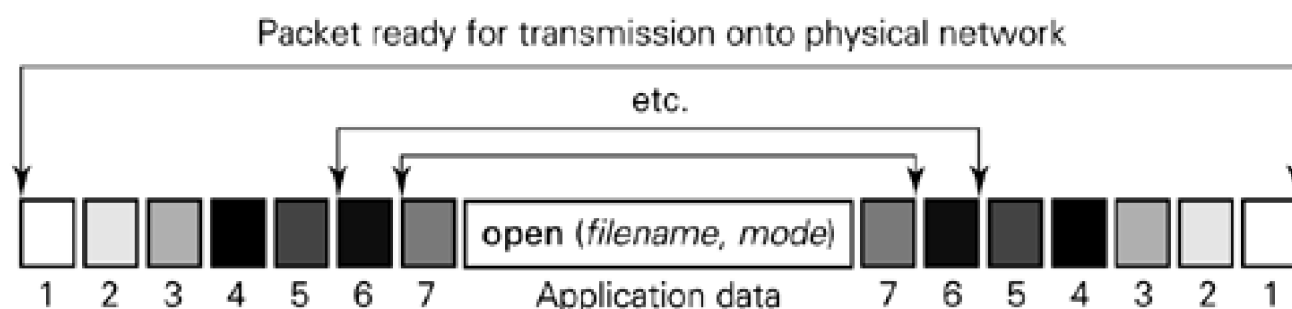 Packet ready for transmission onto physical network
etc.
open (filename, mode)
1 2 3 4 5 6 7 Application data 7 6 5 4 3 2 1